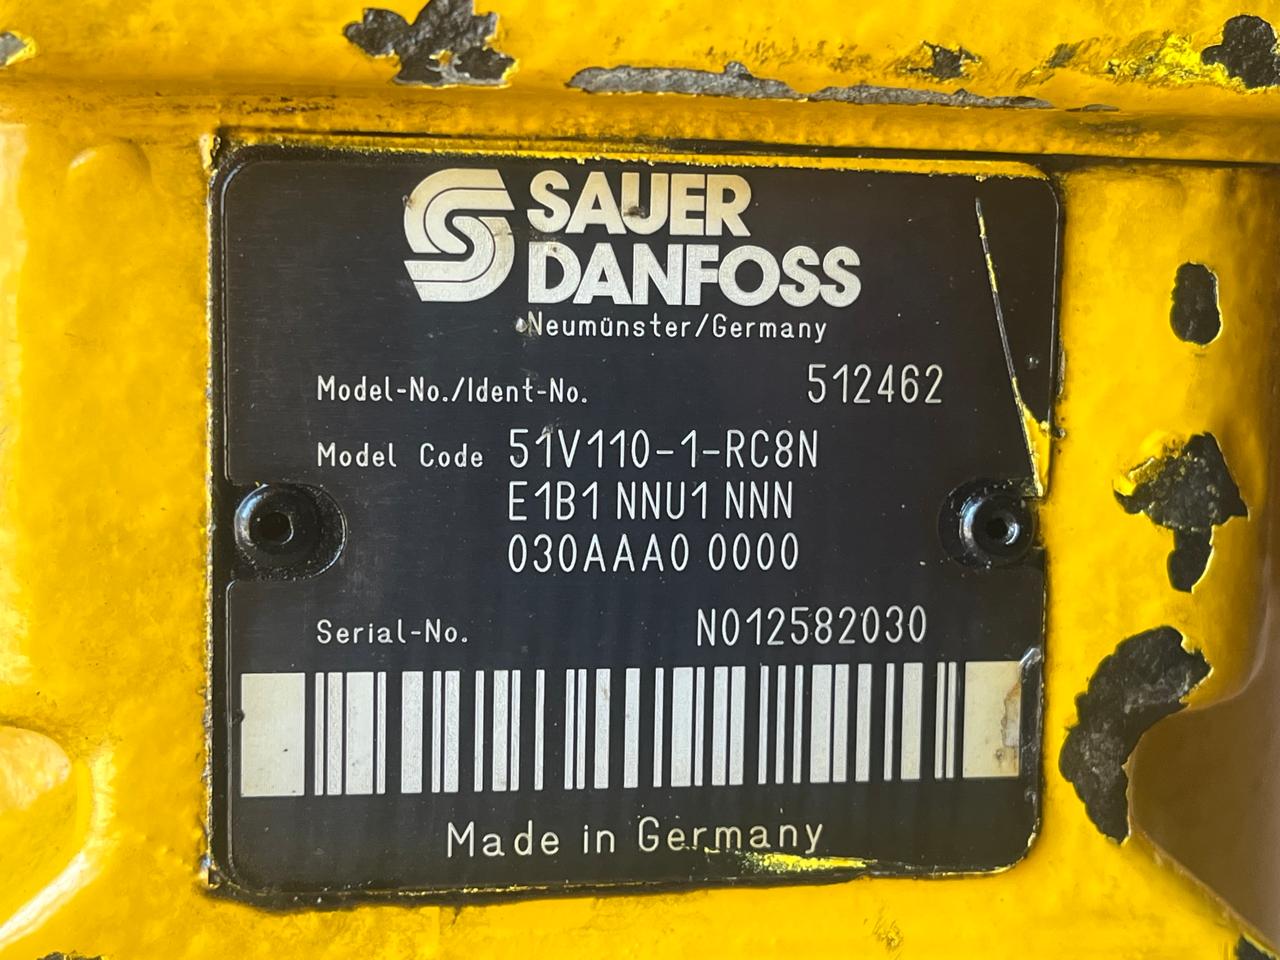 SAUER
DANFOSS
Neumünster/Germany
Model-No./Ident-No. 512462
Model Code 51V110-1-RC8N
E1B1 NNU1 NNN
030AAA0 0000
Serial-No. N012582030
Made in Germany